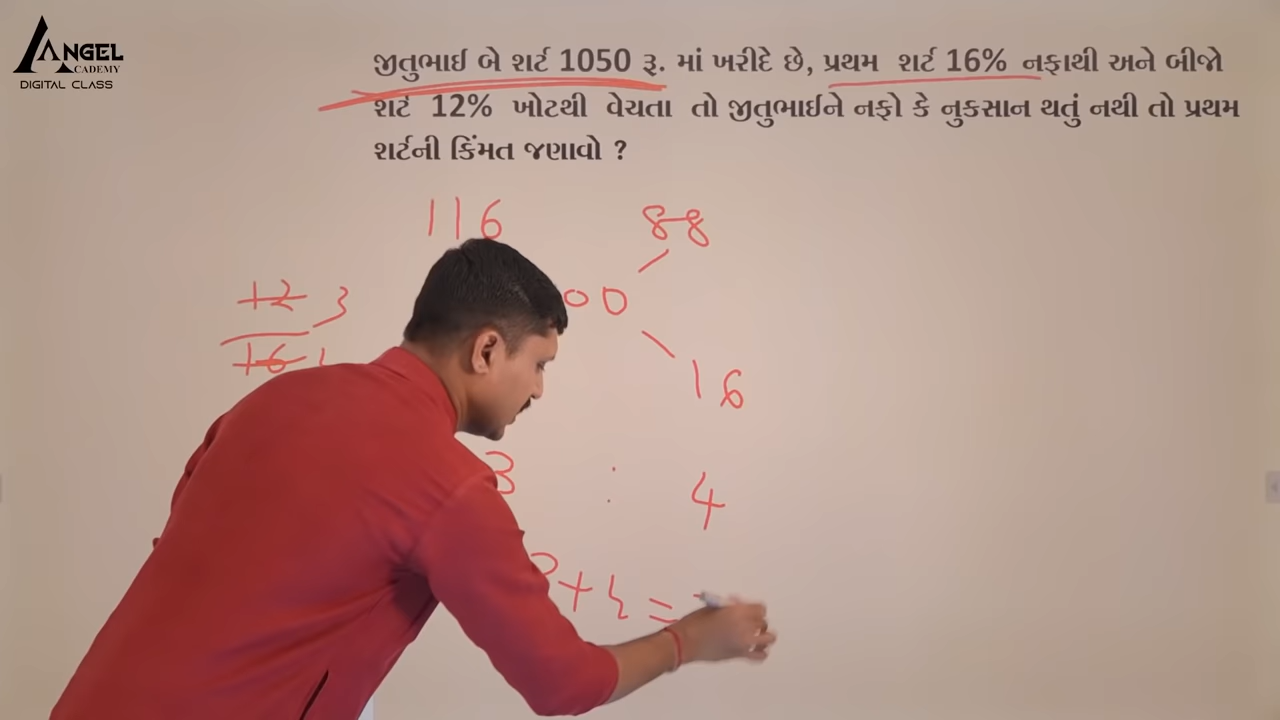 ANGEL
ACADEMY
DIGITAL CLASS
જીતુભાઈ બે શર્ટ 1050 રૂ. માં ખરીદે છે, પ્રથમ શર્ટ 16% નફાથી અને બીજો
શર્ટ 12% ખોટથી વેચતા તો જીતુભાઈને નફો કે નુકસાન થતું નથી તો પ્રથમ
શર્ટની કિંમત જણાવો ?
116 88
12 3 00
16
16
3 : 4
+ 4 =